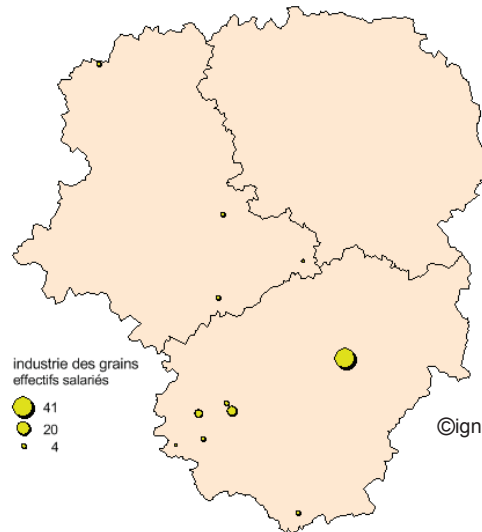 industrie des grains
effectifs salariés
41
20
4
©ign